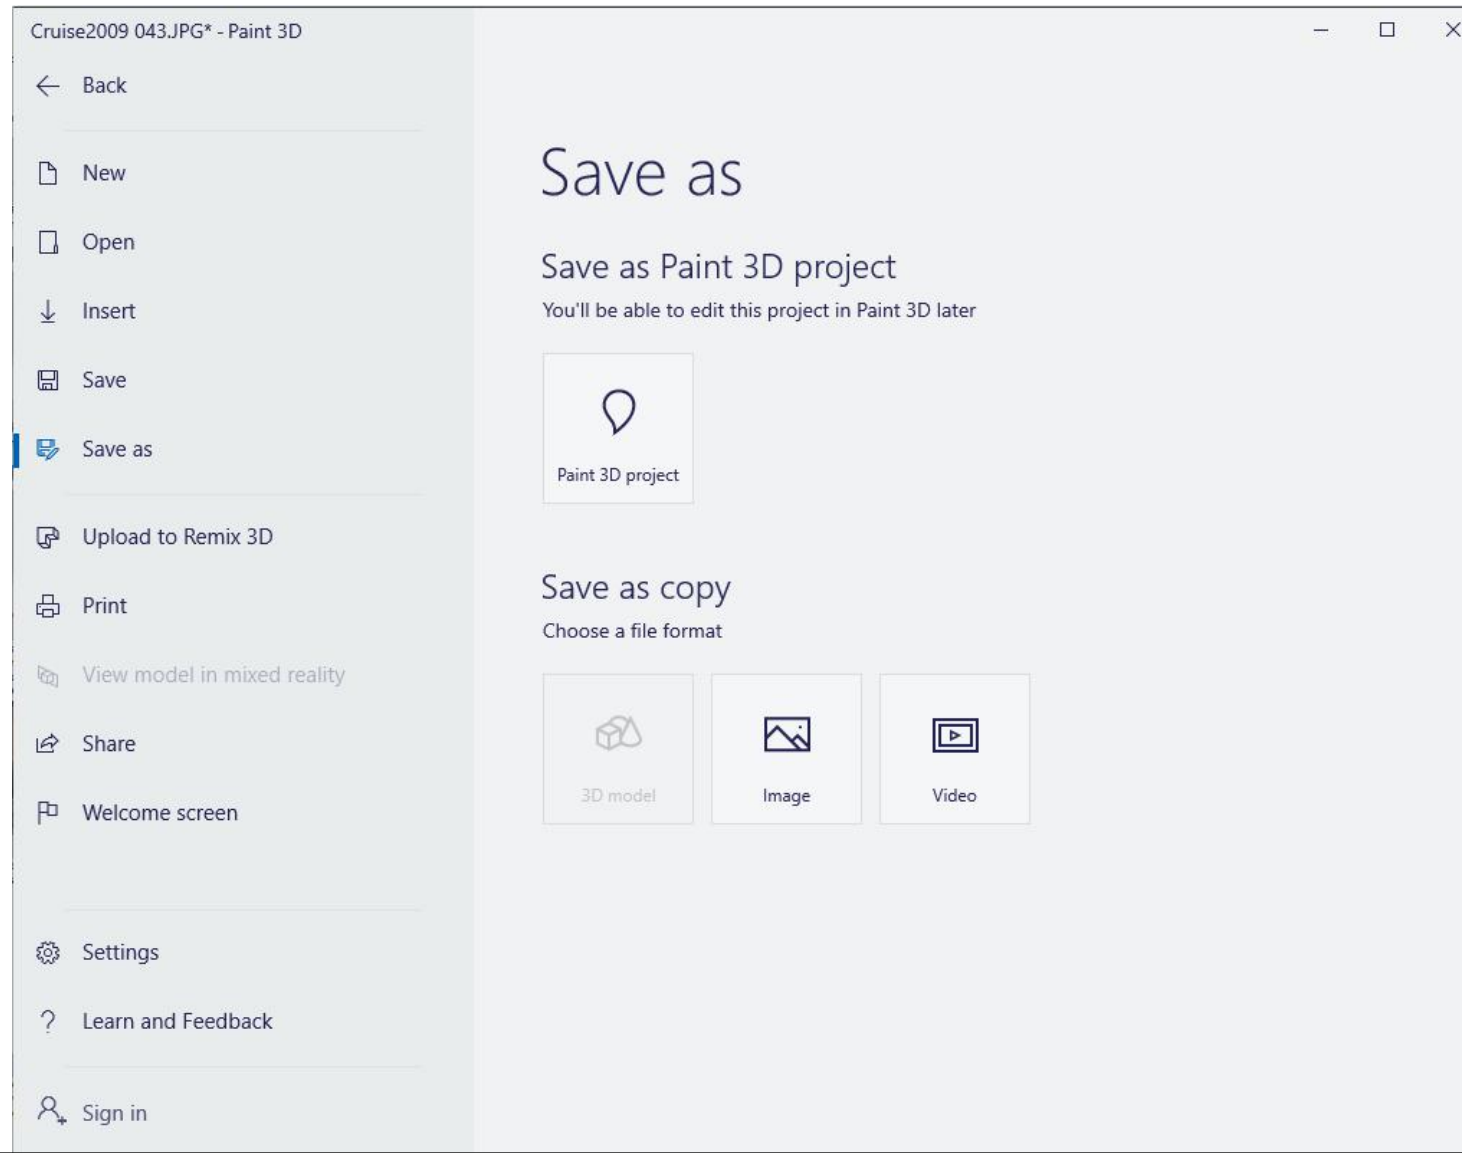 Cruise2009 043.JPG* - Paint 3D
Back
New
Open
Insert
Save
Save as
Upload to Remix 3D
Print
View model in mixed reality
Share
Welcome screen
Settings
Learn and Feedback
Sign in
Save as
Save as Paint 3D project
You'll be able to edit this project in Paint 3D later
Paint 3D project
Save as copy
Choose a file format
3D model
Image
Video